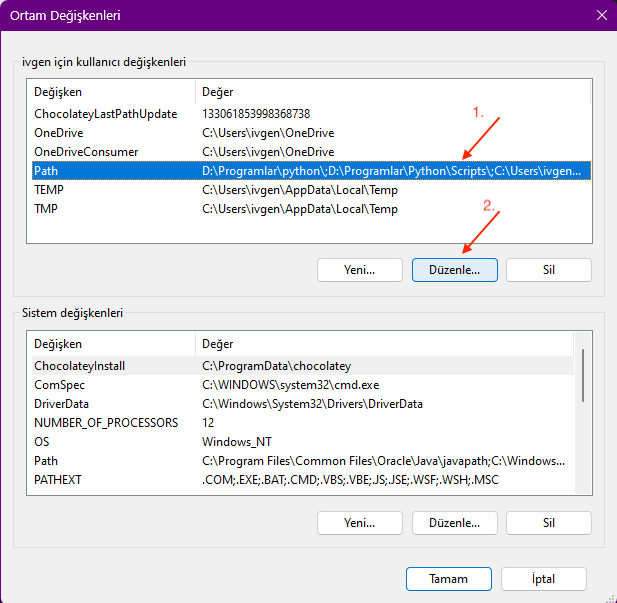 Ortam Değişkenleri
ivgen için kullanıcı değişkenleri
Değişken Değer
ChocolateyLastPathUpdate 133061853998368738
OneDrive C:\Users\ivgen\OneDrive
OneDriveConsumer C:\Users\ivgen\OneDrive
1.
Path D:\Programlar\python\;D:\Programlar\Python\Scripts\;C:\Users\ivgen...
TEMP C:\Users\ivgen\AppData\Local\Temp
TMP C:\Users\ivgen\AppData\Local\Temp
2.
Yeni... Düzenle... Sil
Sistem değişkenleri
Değişken Değer
ChocolateyInstall C:\ProgramData\chocolatey
ComSpec C:\WINDOWS\system32\cmd.exe
DriverData C:\Windows\System32\Drivers\DriverData
NUMBER_OF_PROCESSORS 12
OS Windows_NT
Path C:\Program Files\Common Files\Oracle\Java\javapath;C:\Windows...
PATHEXT .COM;.EXE;.BAT;.CMD;.VBS;.VBE;.JS;.JSE;.WSF;.WSH;.MSC
Yeni... Düzenle... Sil
Tamam İptal